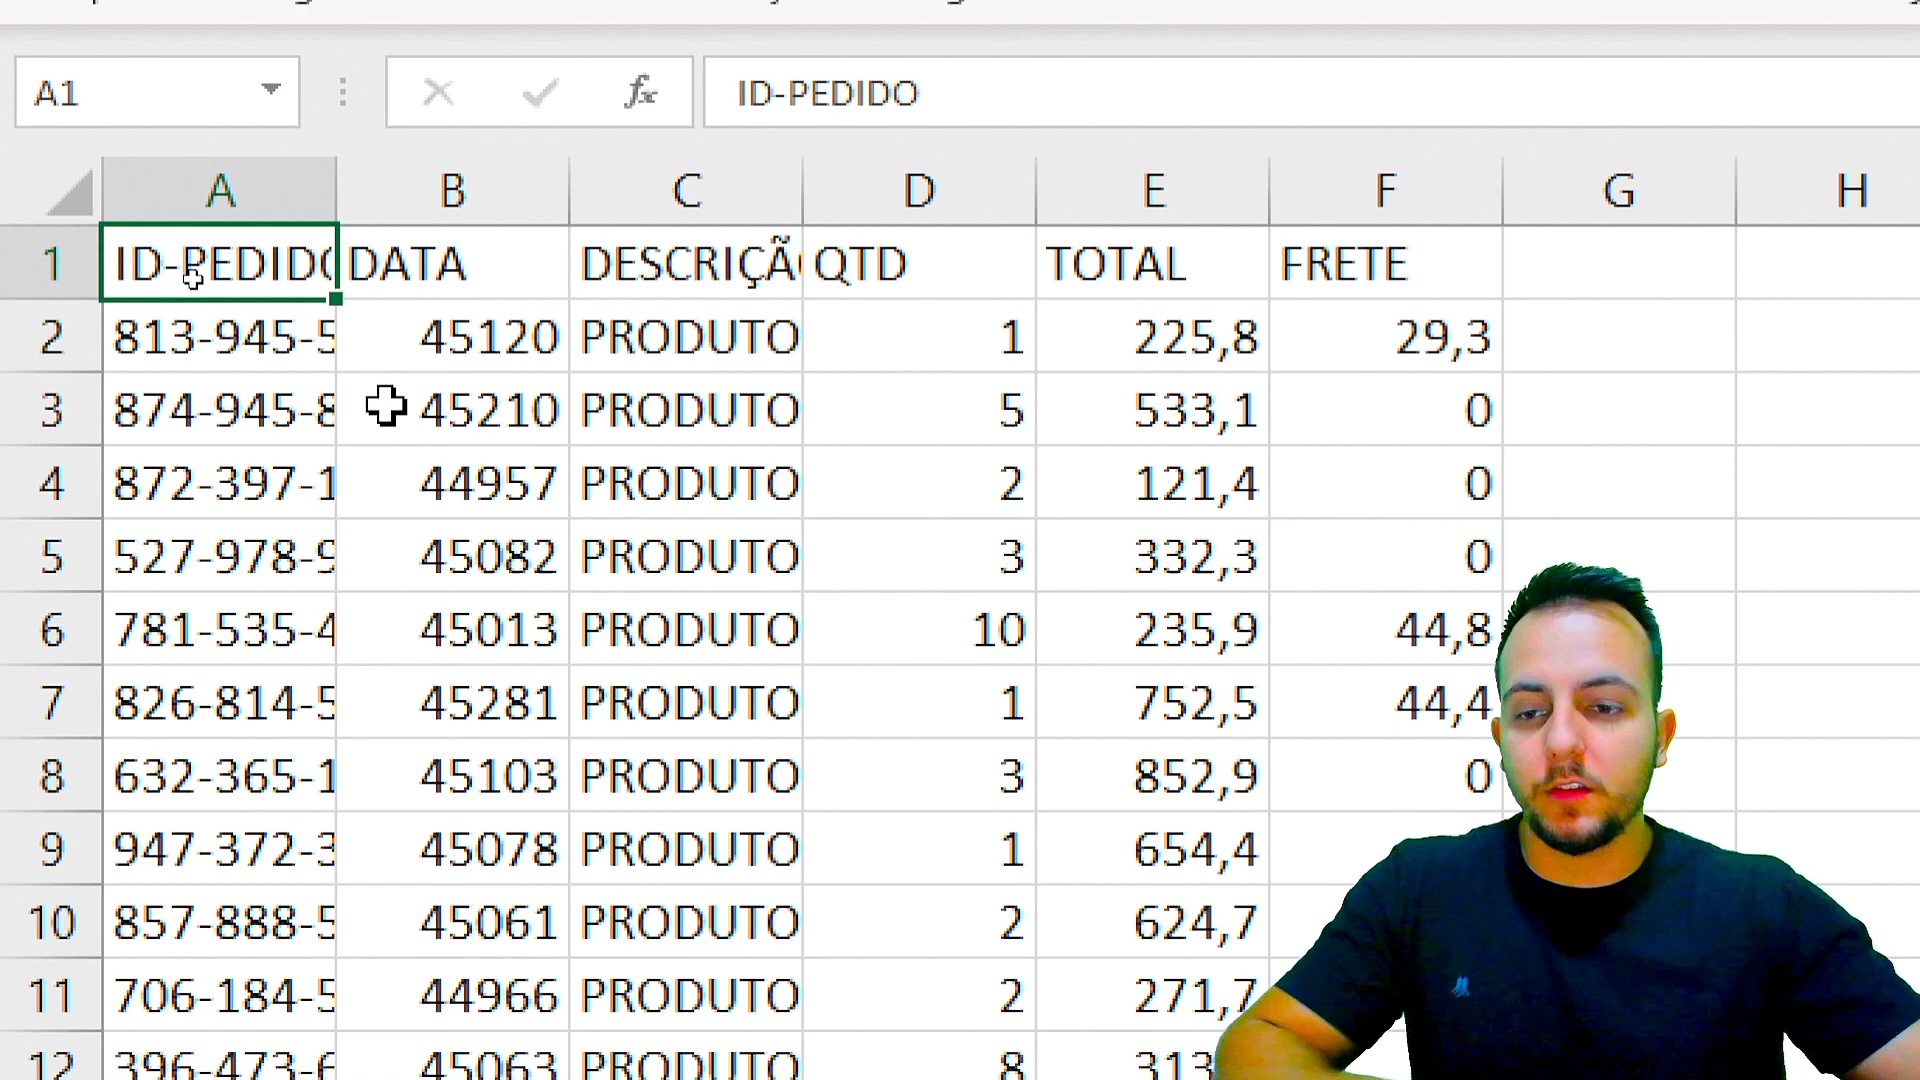 A1
fx
ID-PEDIDO
A B C D E F G H
1 ID-PEDIDO DATA DESCRIÇÃO QTD TOTAL FRETE
2 813-945-5 45120 PRODUTO 1 225,8 29,3
3 874-945-8 45210 PRODUTO 5 533,1 0
4 872-397-1 44957 PRODUTO 2 121,4 0
5 527-978-9 45082 PRODUTO 3 332,3 0
6 781-535-4 45013 PRODUTO 10 235,9 44,8
7 826-814-5 45281 PRODUTO 1 752,5 44,4
8 632-365-1 45103 PRODUTO 3 852,9 0
9 947-372-3 45078 PRODUTO 1 654,4
10 857-888-5 45061 PRODUTO 2 624,7
11 706-184-5 44966 PRODUTO 2 271,7
12 396-473-6 45063 PRODUTO 8 313